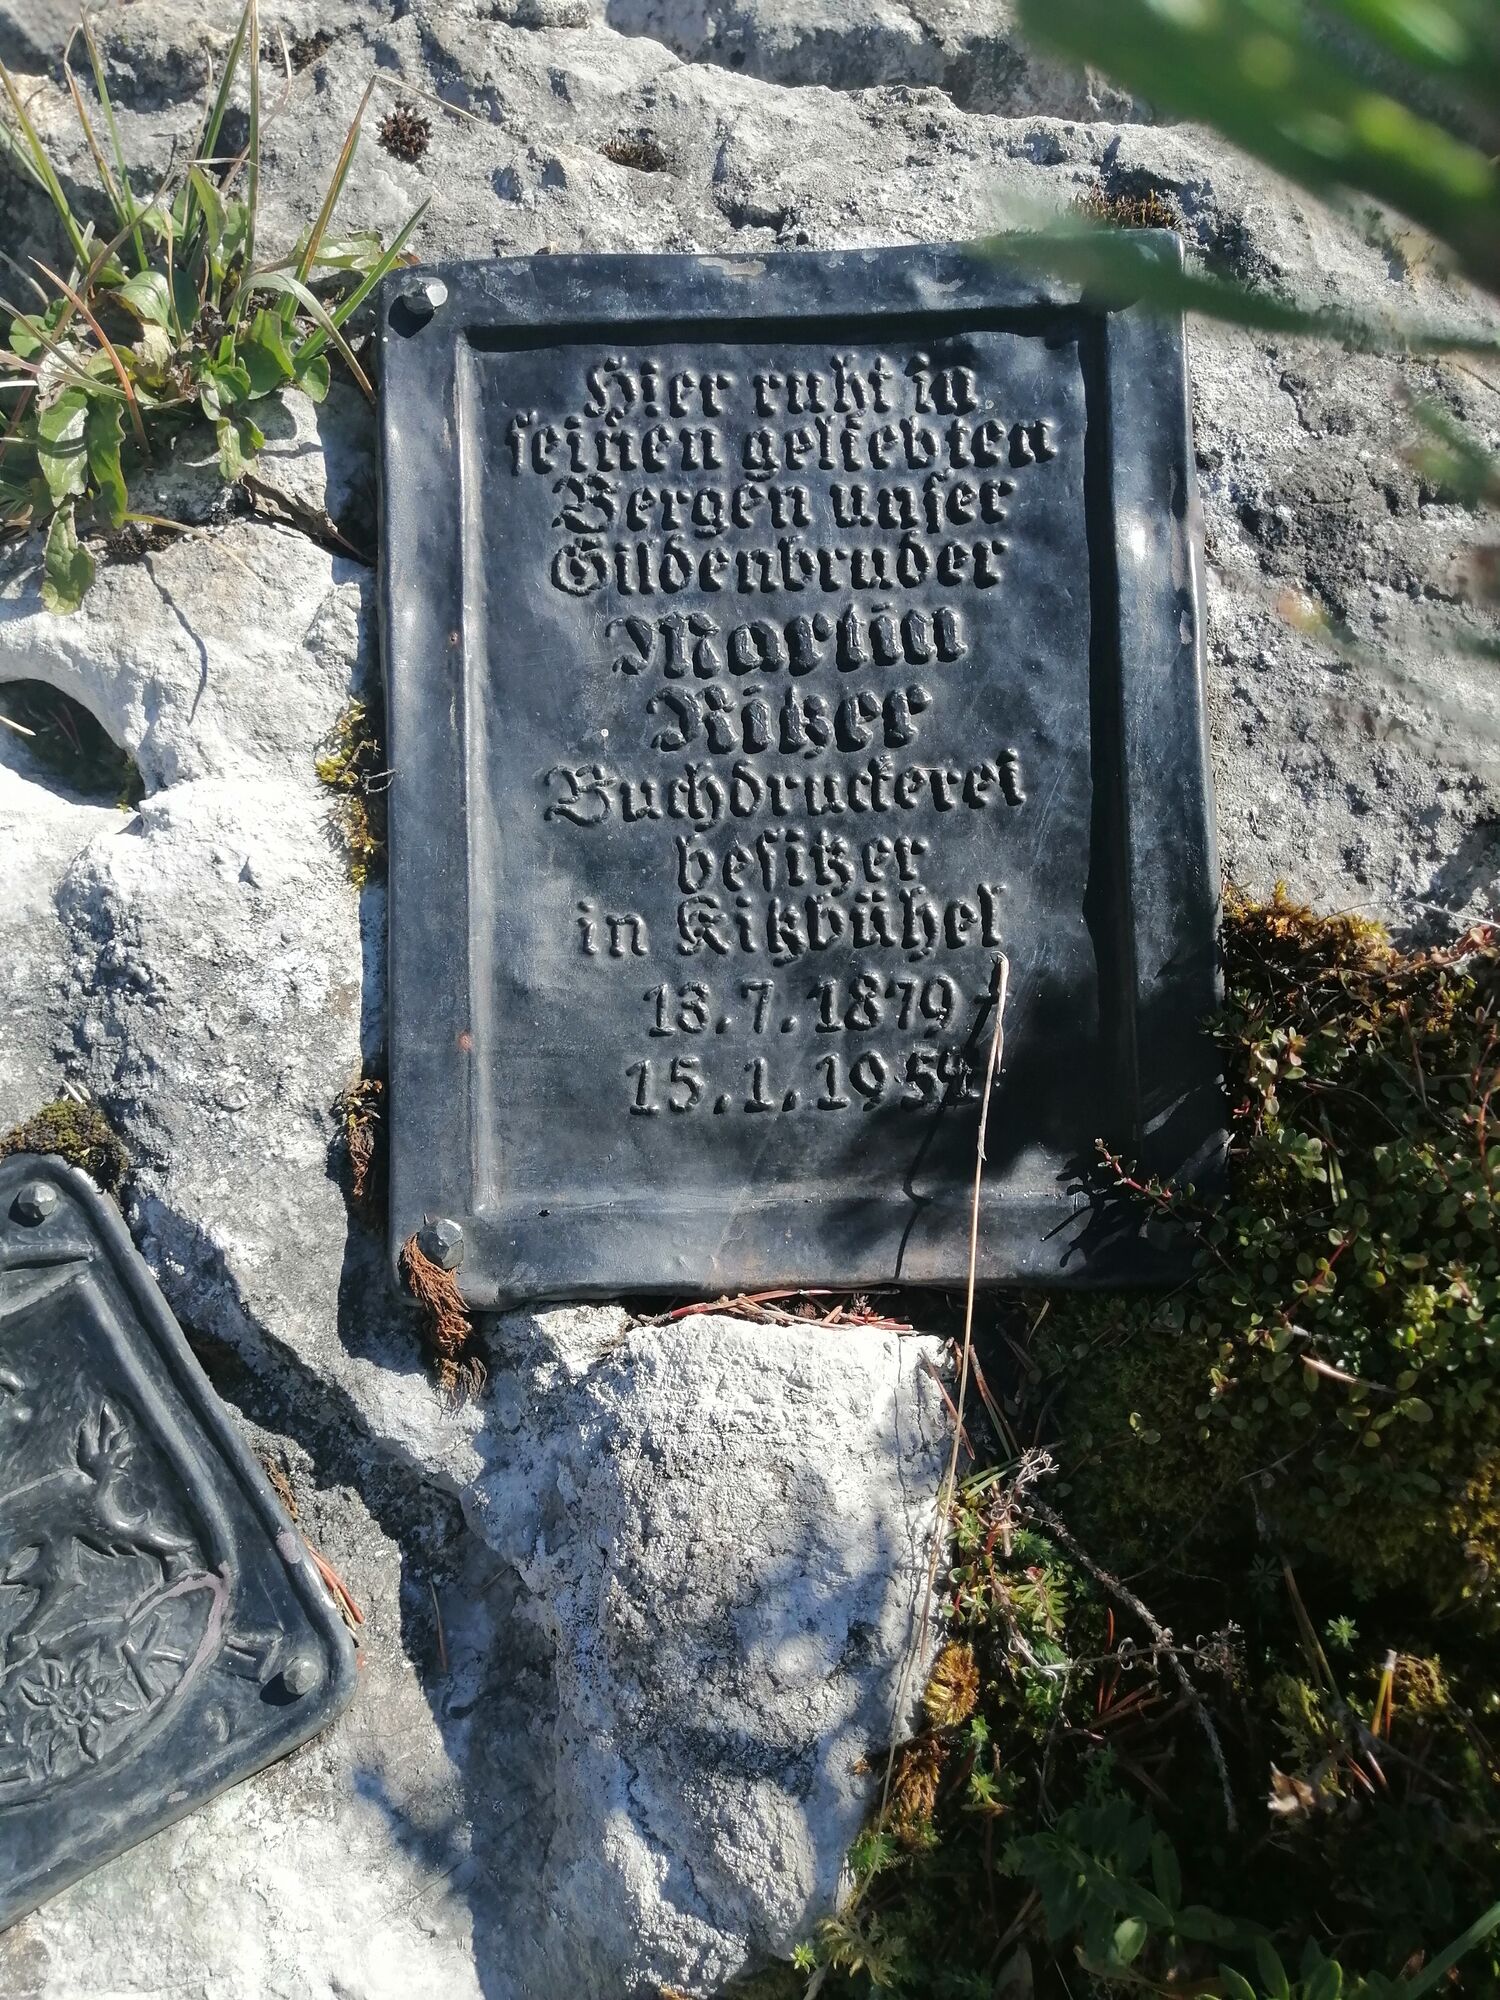 Hier ruht in
seinen geliebten
Bergen unser
Gildenbruder
Martin
Ritzer
Buchdruckerei
besitzer
in Kitzbühel
13.7.1879 +
15.1.1954
K